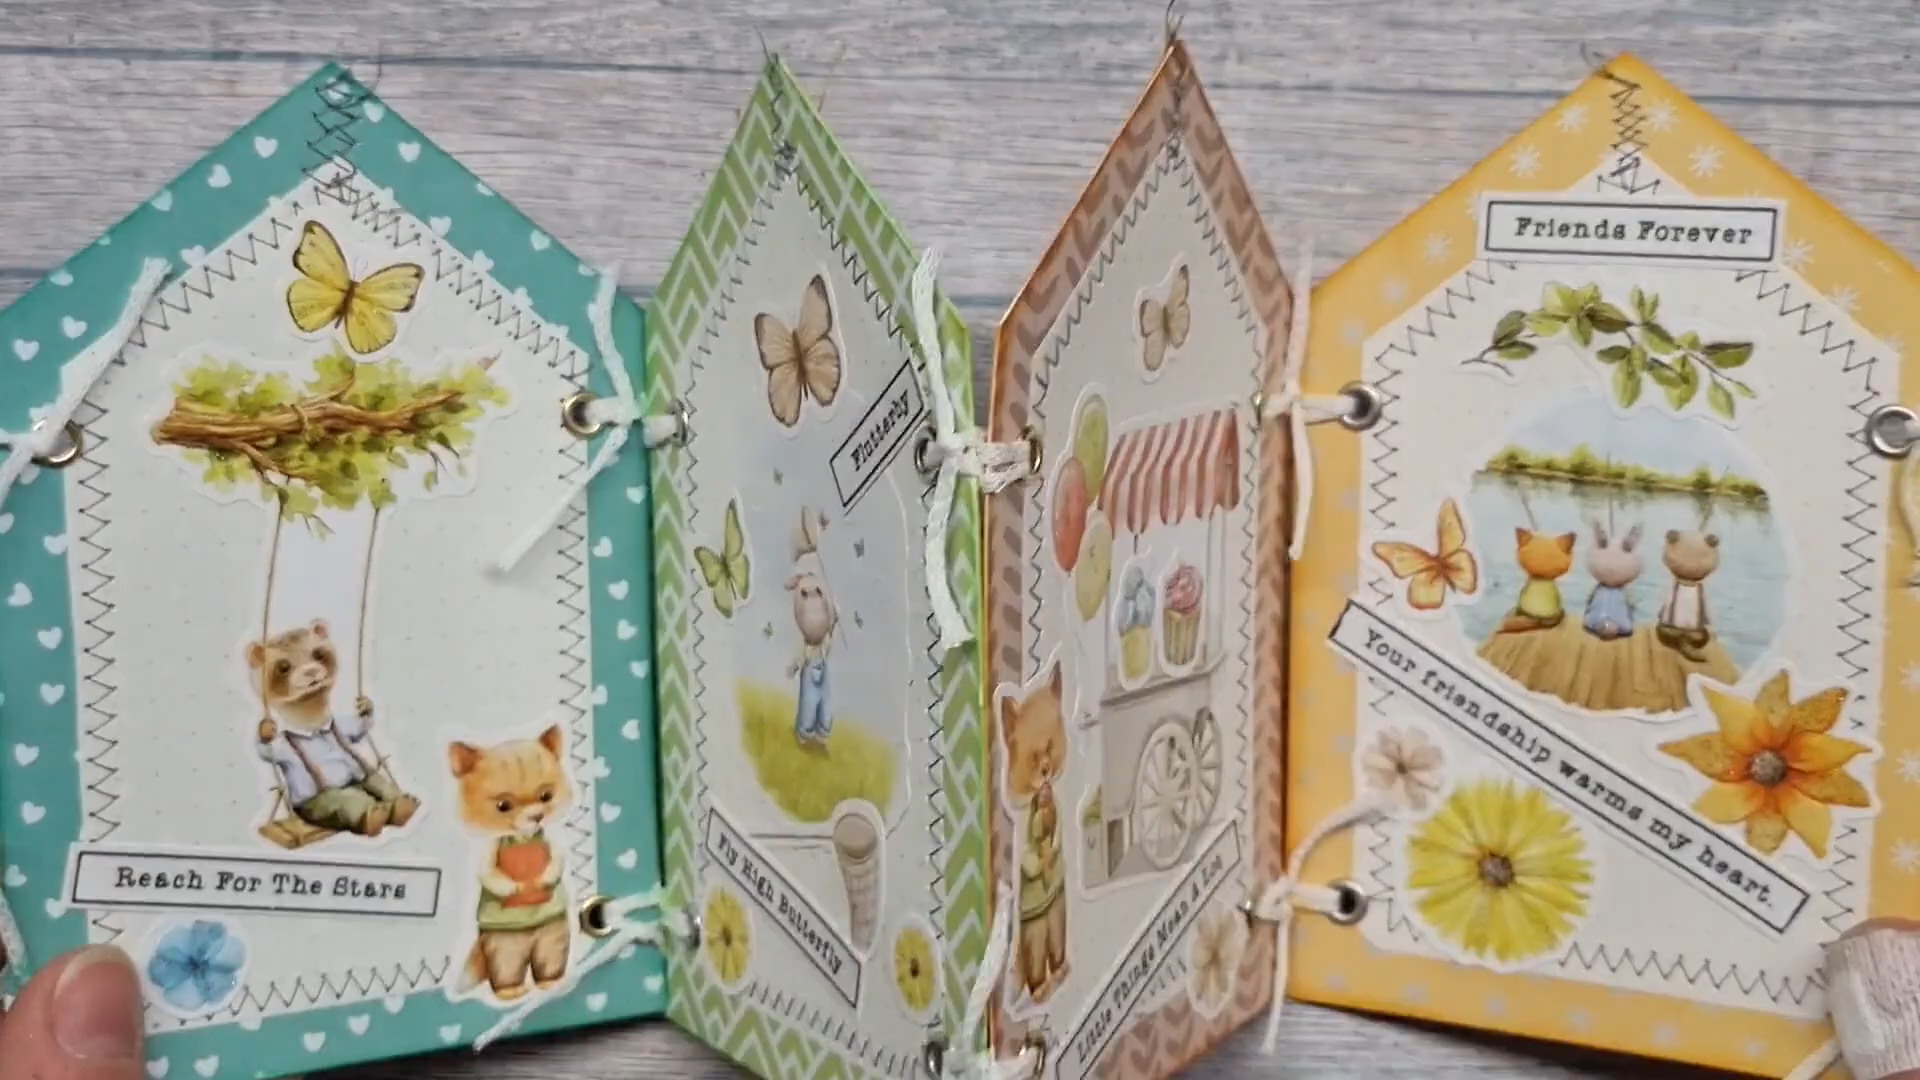 Reach For The Stars
Flutterby
Fly High Butterfly
Little Things Mean A Lot
Friends Forever
Your friendship warms my heart.